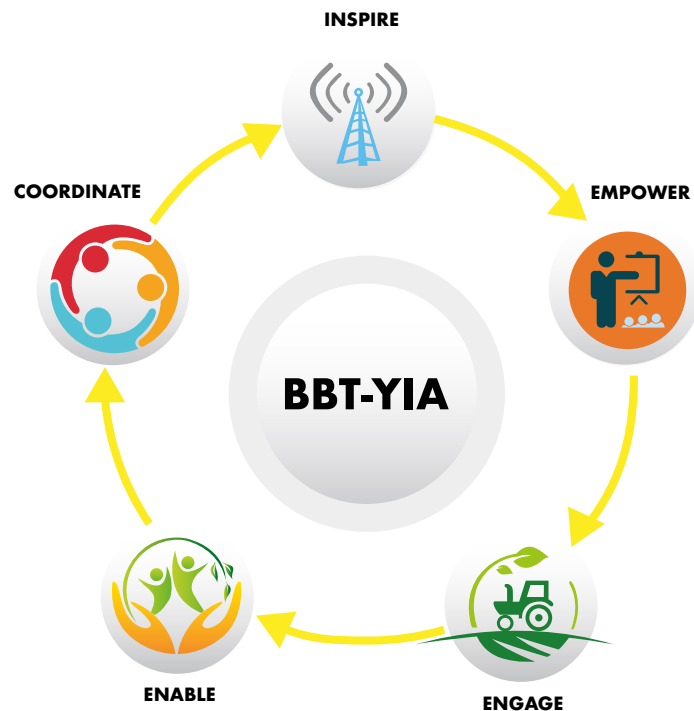 INSPIRE
COORDINATE
EMPOWER
BBT-YIA
ENABLE
ENGAGE